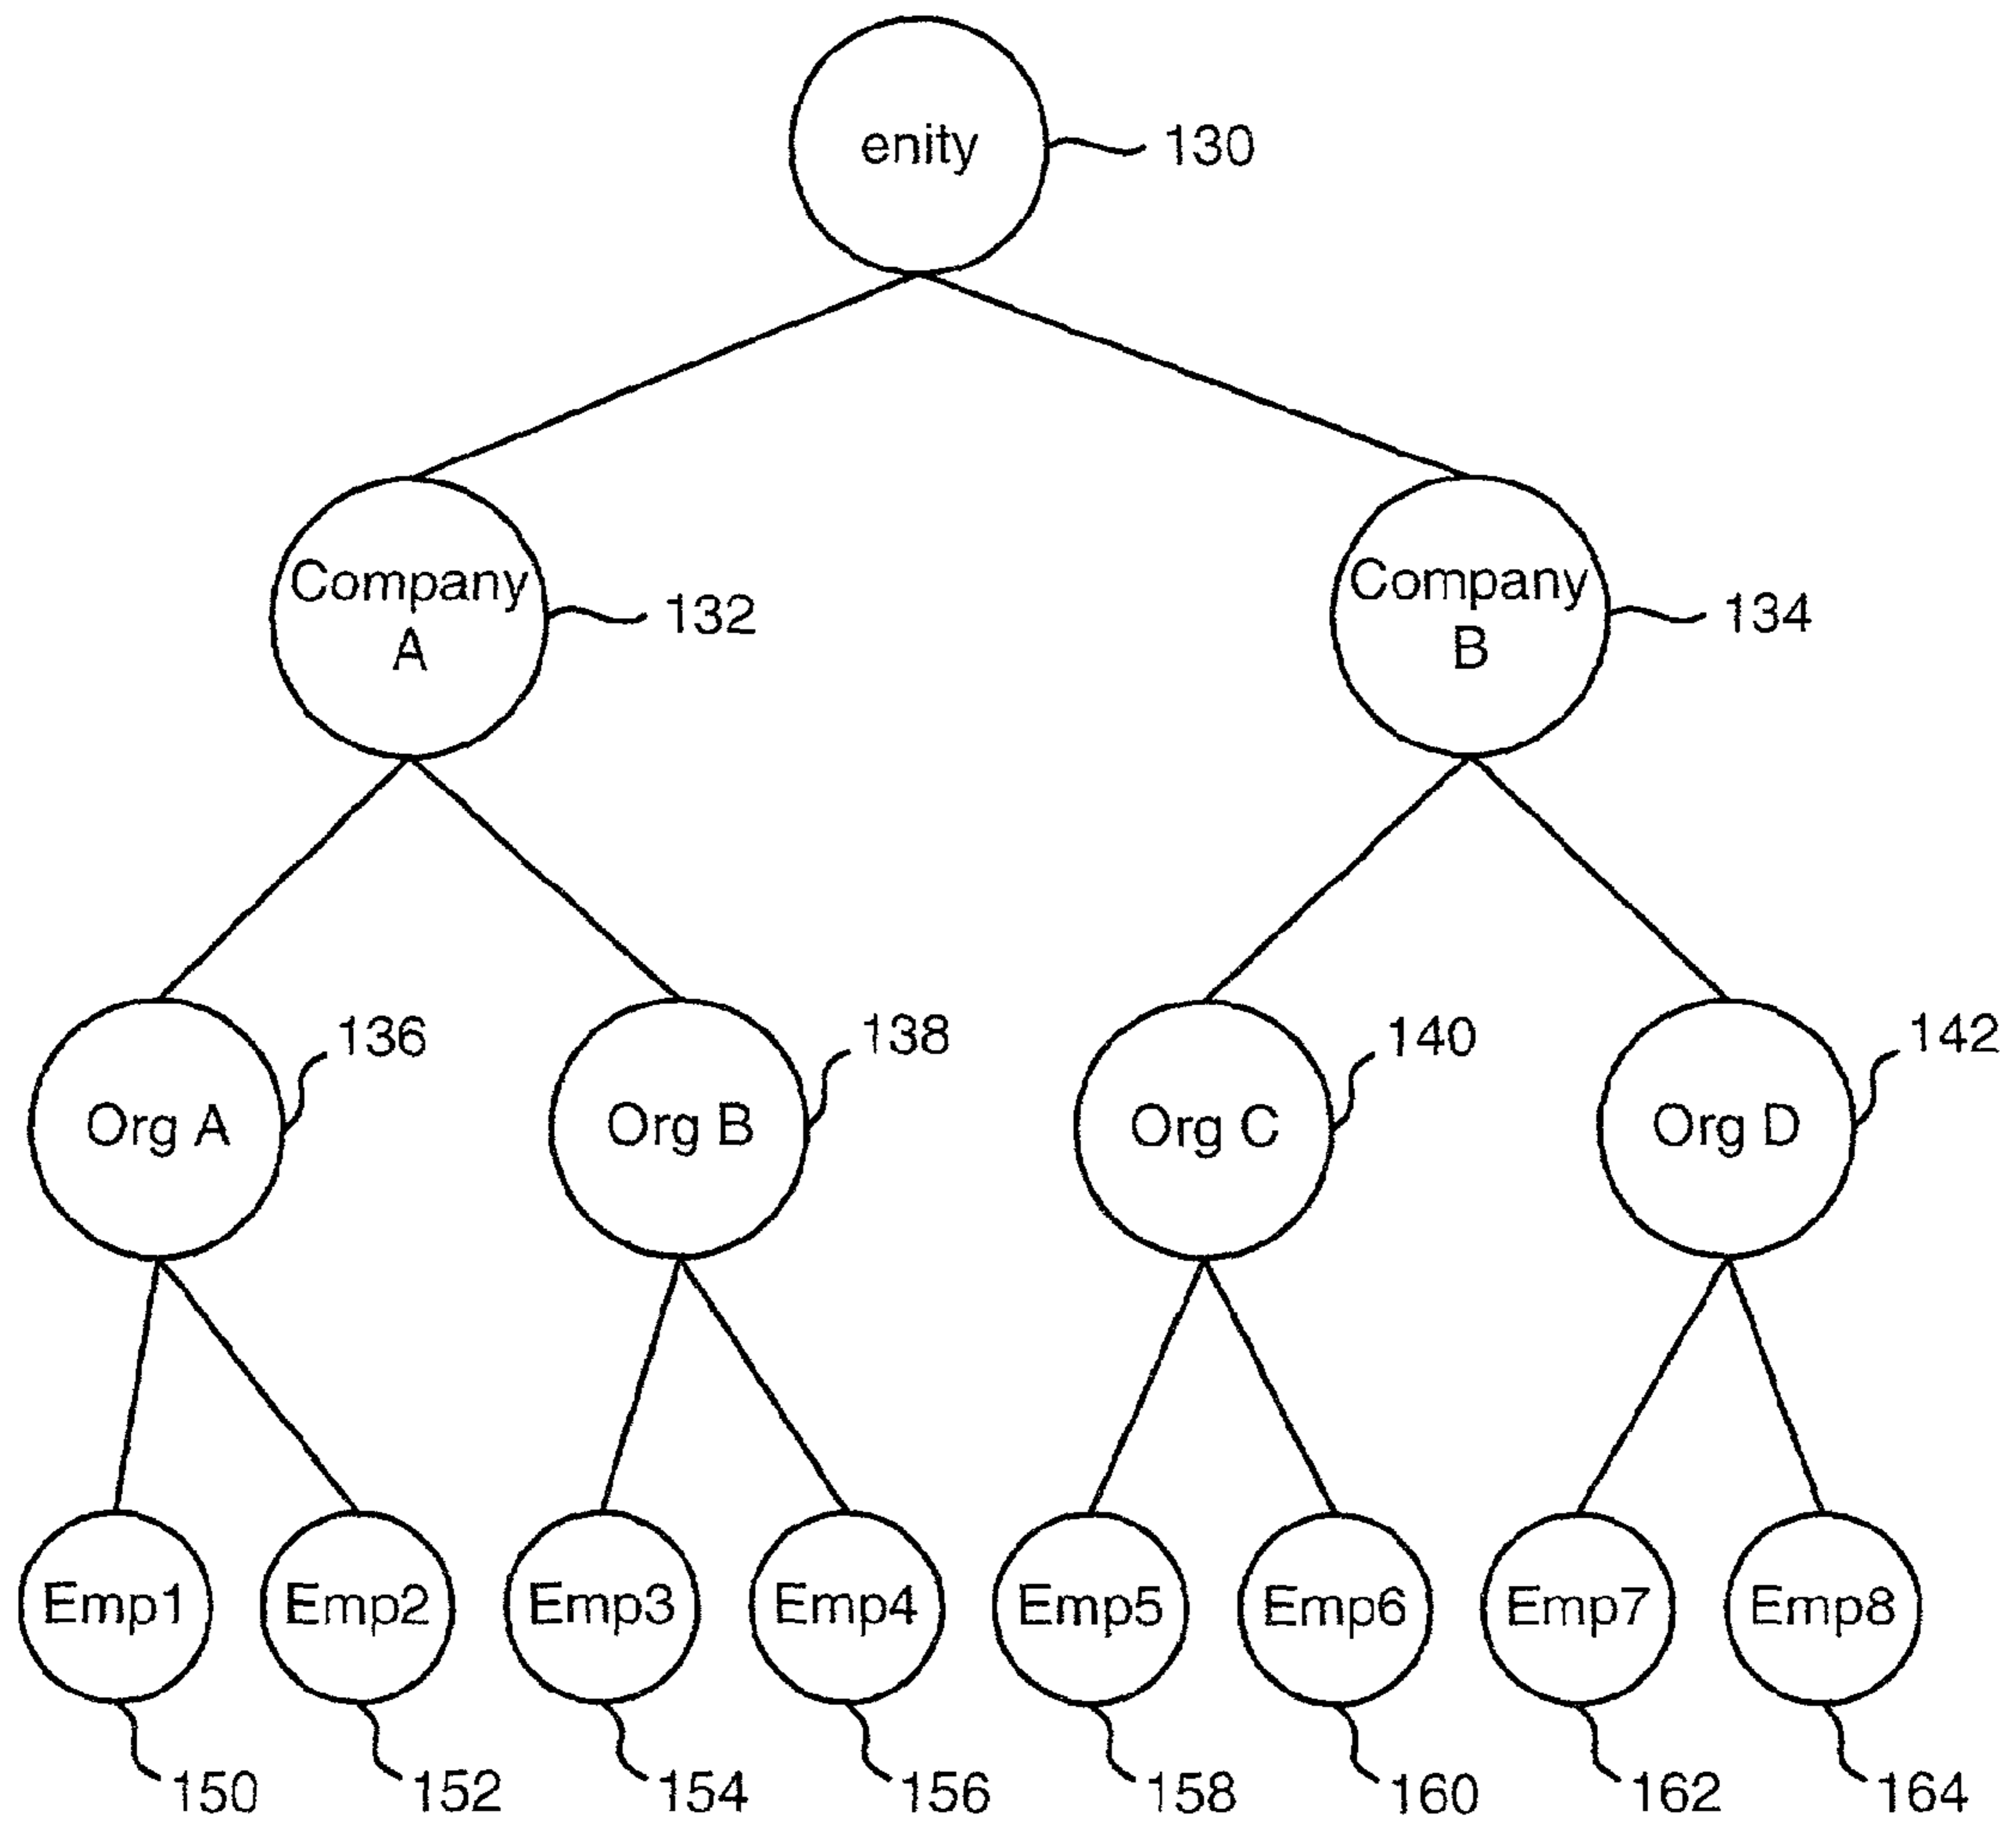 enity
130
Company
A
132
Company
B
134
Org A
136
Org B
138
Org C
140
Org D
142
Emp1
Emp2
Emp3
Emp4
Emp5
Emp6
Emp7
Emp8
150
152
154
156
158
160
162
164